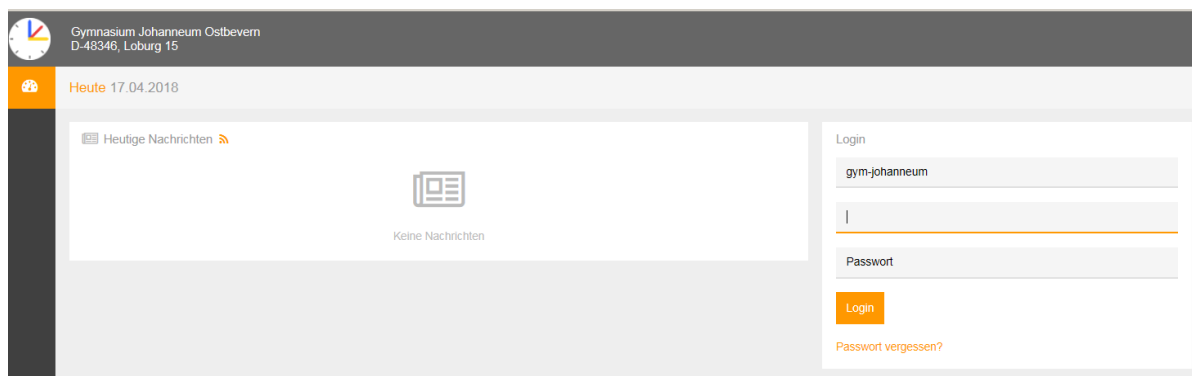 Gymnasium Johanneum Ostbevern
D-48346, Loburg 15
Heute 17.04.2018
Heutige Nachrichten
Keine Nachrichten
Login
gym-johanneum
Passwort
Login
Passwort vergessen?